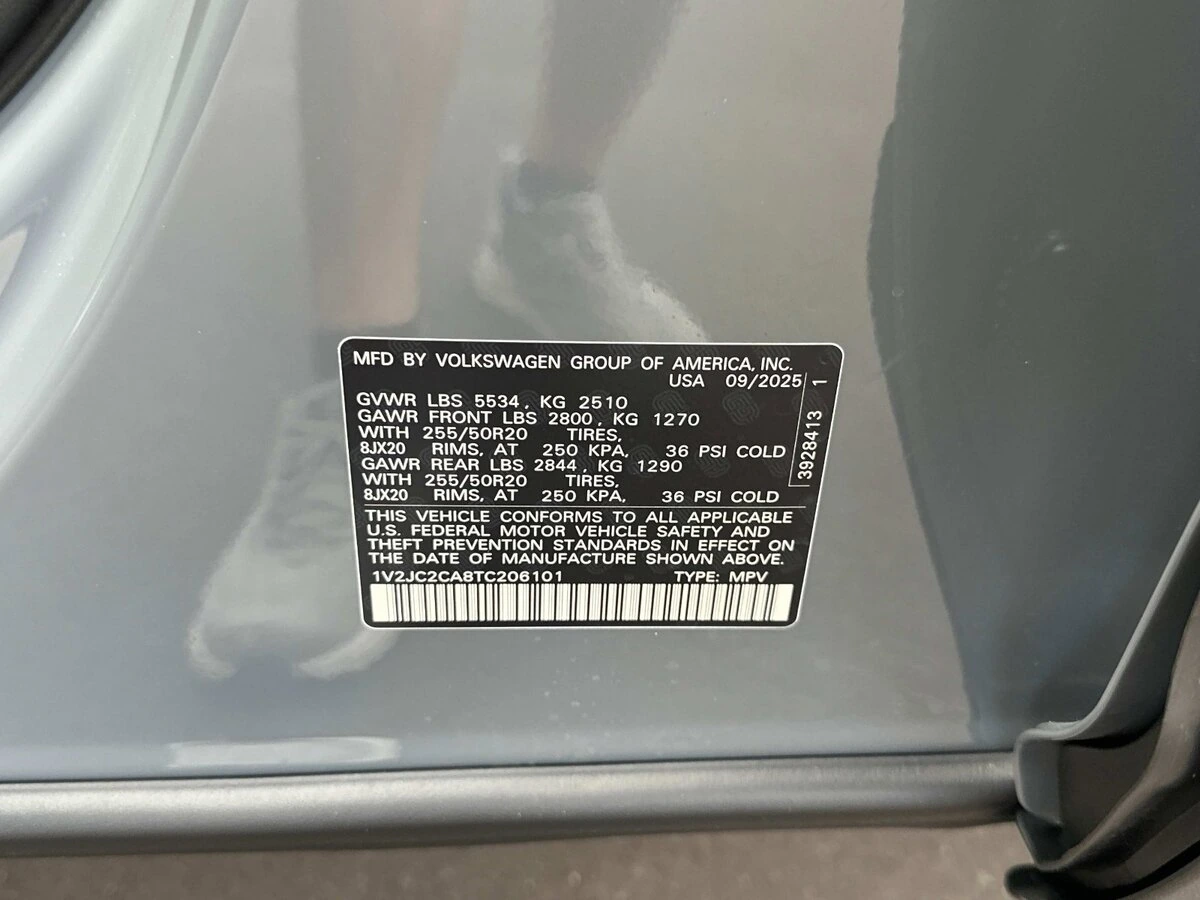 MFD BY VOLKSWAGEN GROUP OF AMERICA, INC.
USA 09/2025
GVWR LBS 5534, KG 2510
GAWR FRONT LBS 2800, KG 1270
WITH 255/50R20 TIRES,
8JX20 RIMS, AT 250 KPA, 36 PSI COLD
GAWR REAR LBS 2844, KG 1290
WITH 255/50R20 TIRES,
8JX20 RIMS, AT 250 KPA, 36 PSI COLD
3928413 1
THIS VEHICLE CONFORMS TO ALL APPLICABLE
U.S. FEDERAL MOTOR VEHICLE SAFETY AND
THEFT PREVENTION STANDARDS IN EFFECT ON
THE DATE OF MANUFACTURE SHOWN ABOVE.
1V2JC2CA8TC206101 TYPE: MPV